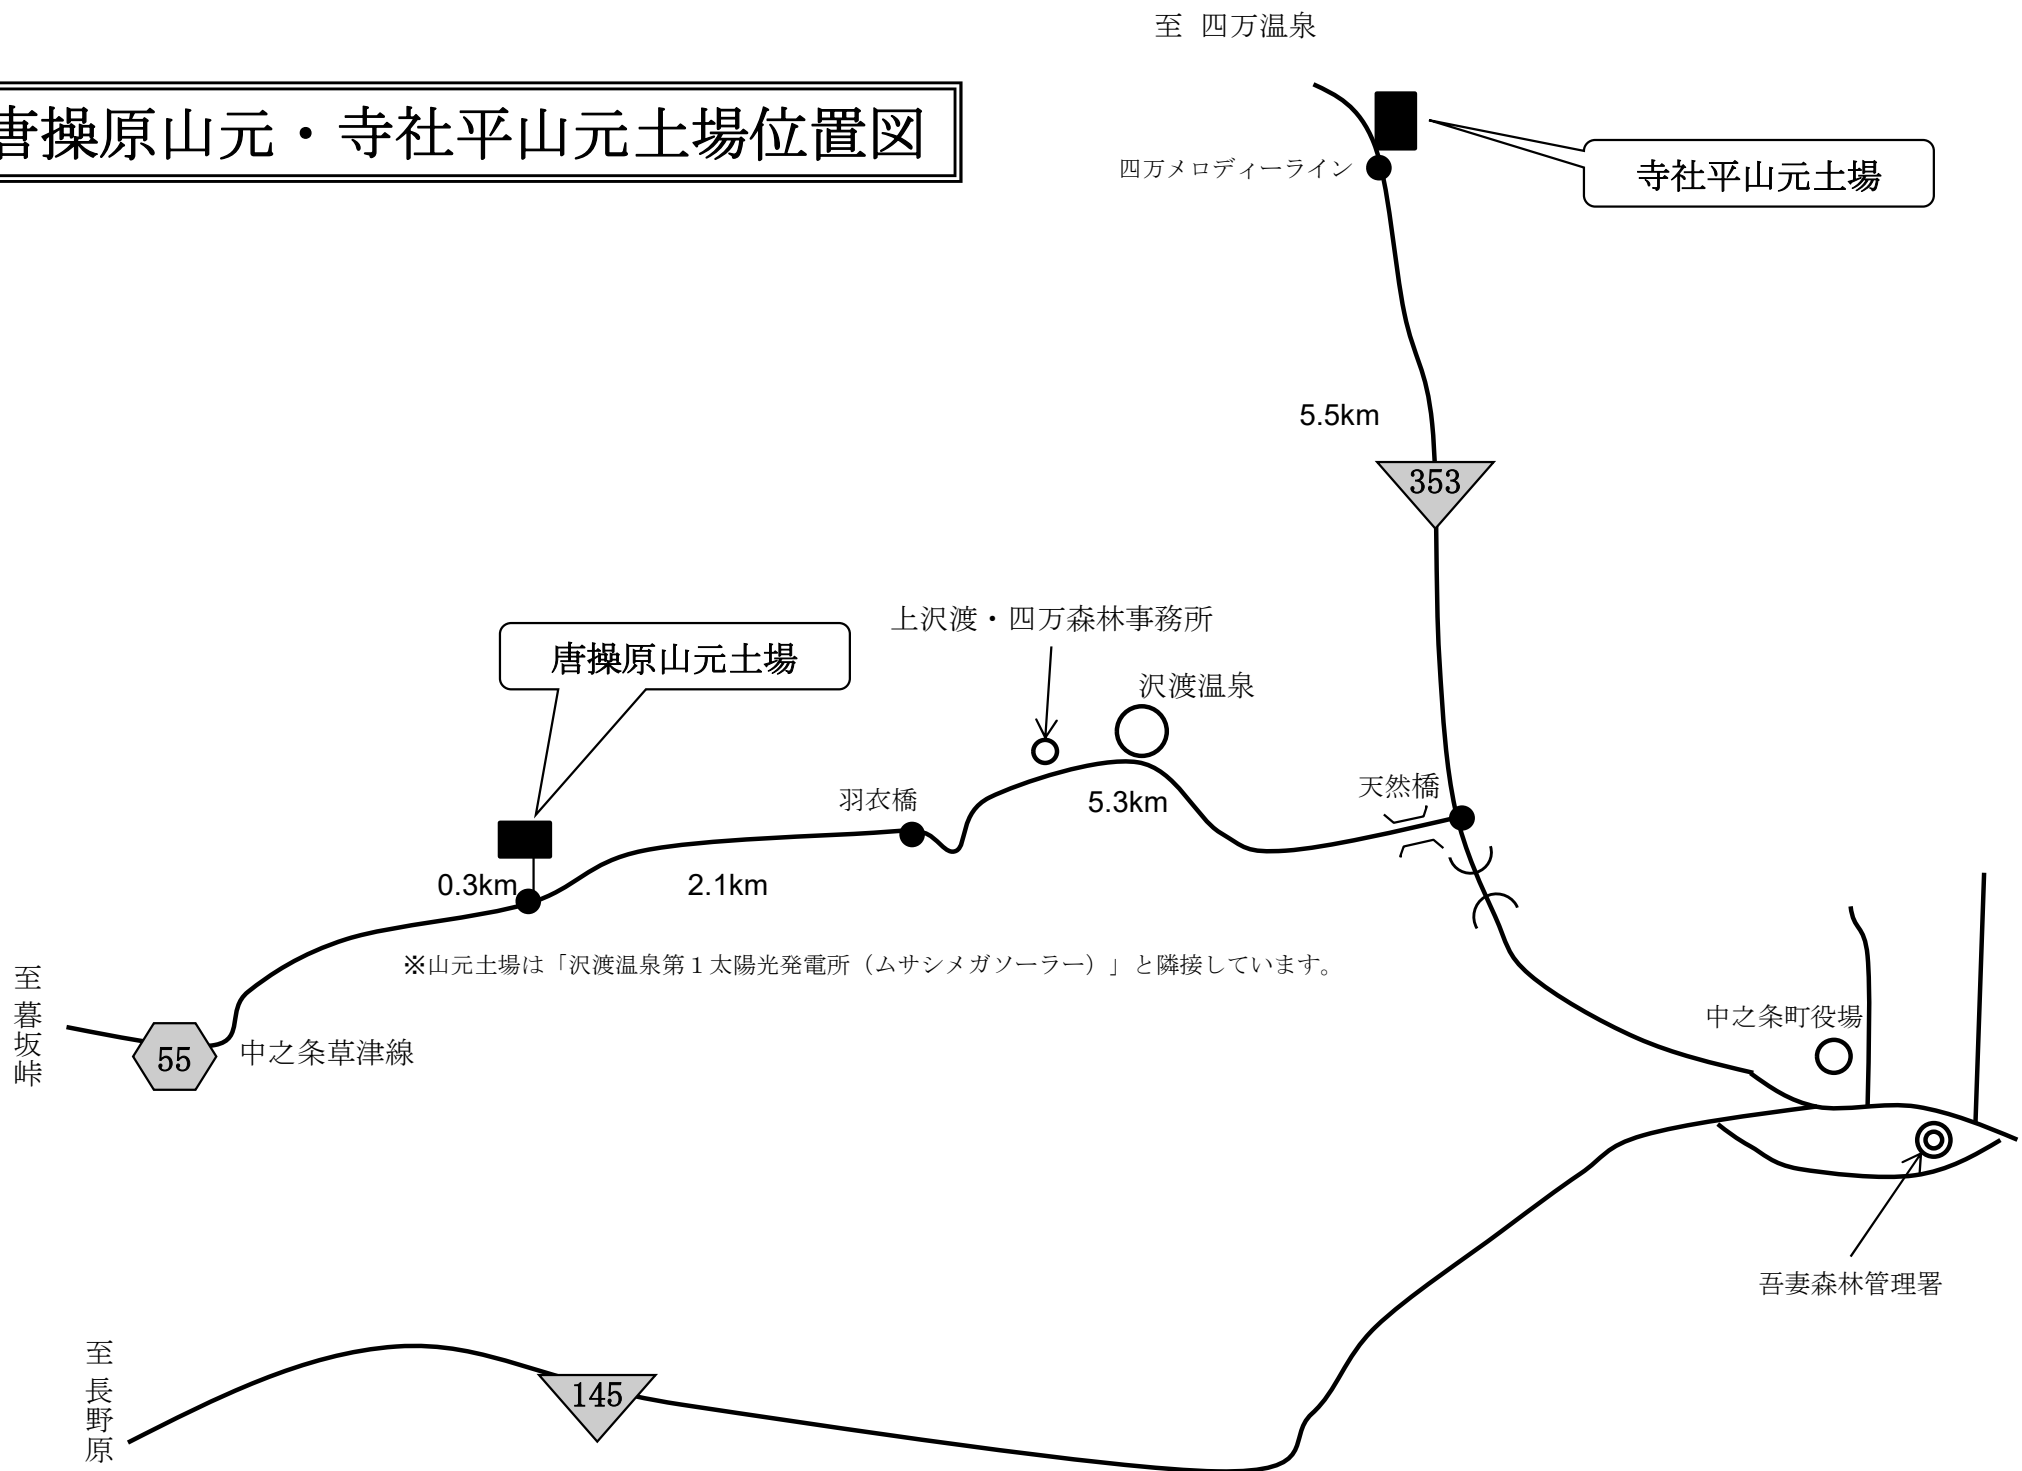 至 四万温泉
唐操原山元・寺社平山元土場位置図
四万メロディーライン
寺社平山元土場
5.5km
353
上沢渡・四万森林事務所
唐操原山元土場
沢渡温泉
天然橋
羽衣橋
5.3km
0.3km
2.1km
※山元土場は「沢渡温泉第１太陽光発電所（ムサシメガソーラー）」と隣接しています。
至 暮坂峠
中之条町役場
55
中之条草津線
吾妻森林管理署
至 長野原
145